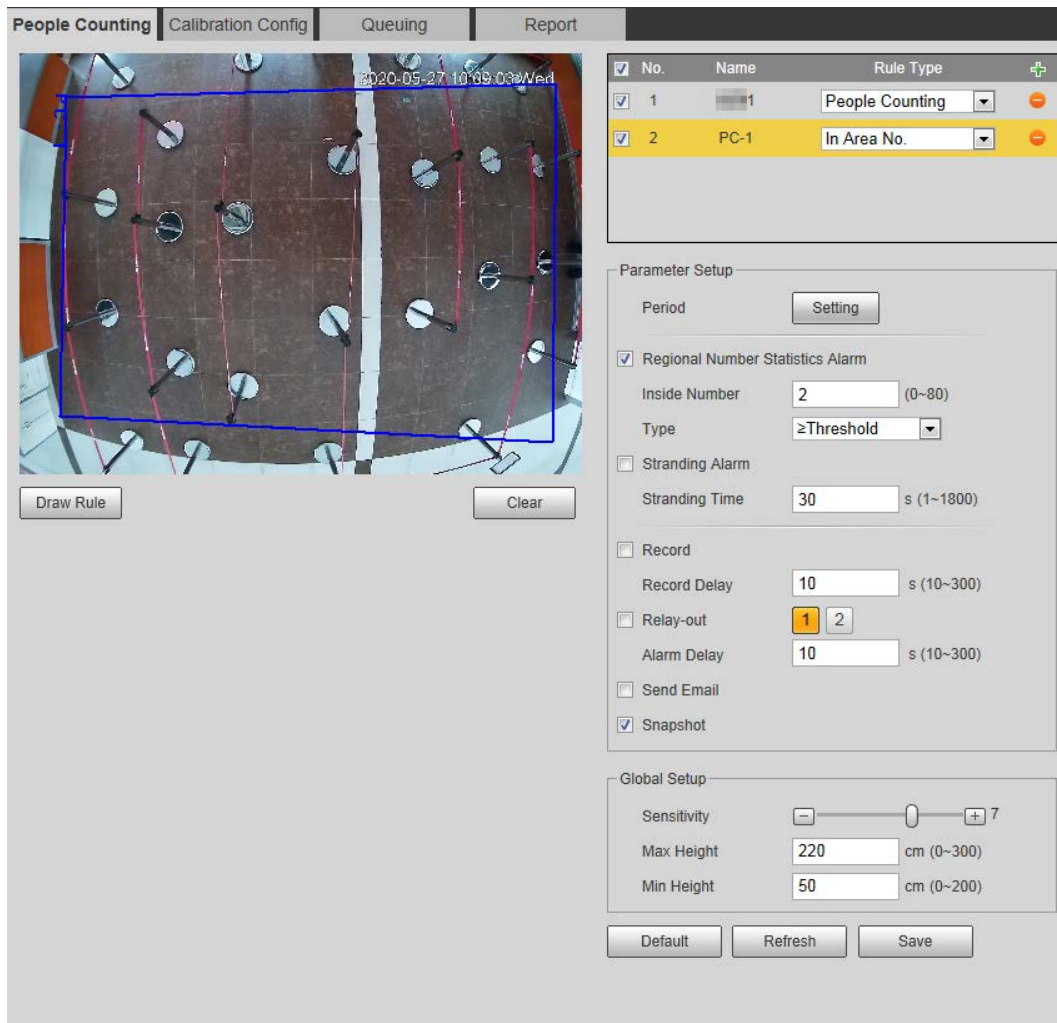 People Counting Calibration Config Queuing Report
2020-05-27 10:09:03 Wed
No. Name Rule Type
1 1 People Counting
2 PC-1 In Area No.
Parameter Setup
Period Setting
Regional Number Statistics Alarm
Inside Number 2 (0~80)
Type ≥Threshold
Stranding Alarm
Stranding Time 30 s (1~1800)
Record
Record Delay 10 s (10~300)
Relay-out 1 2
Alarm Delay 10 s (10~300)
Send Email
Snapshot
Draw Rule Clear
Global Setup
Sensitivity 7
Max Height 220 cm (0~300)
Min Height 50 cm (0~200)
Default Refresh Save